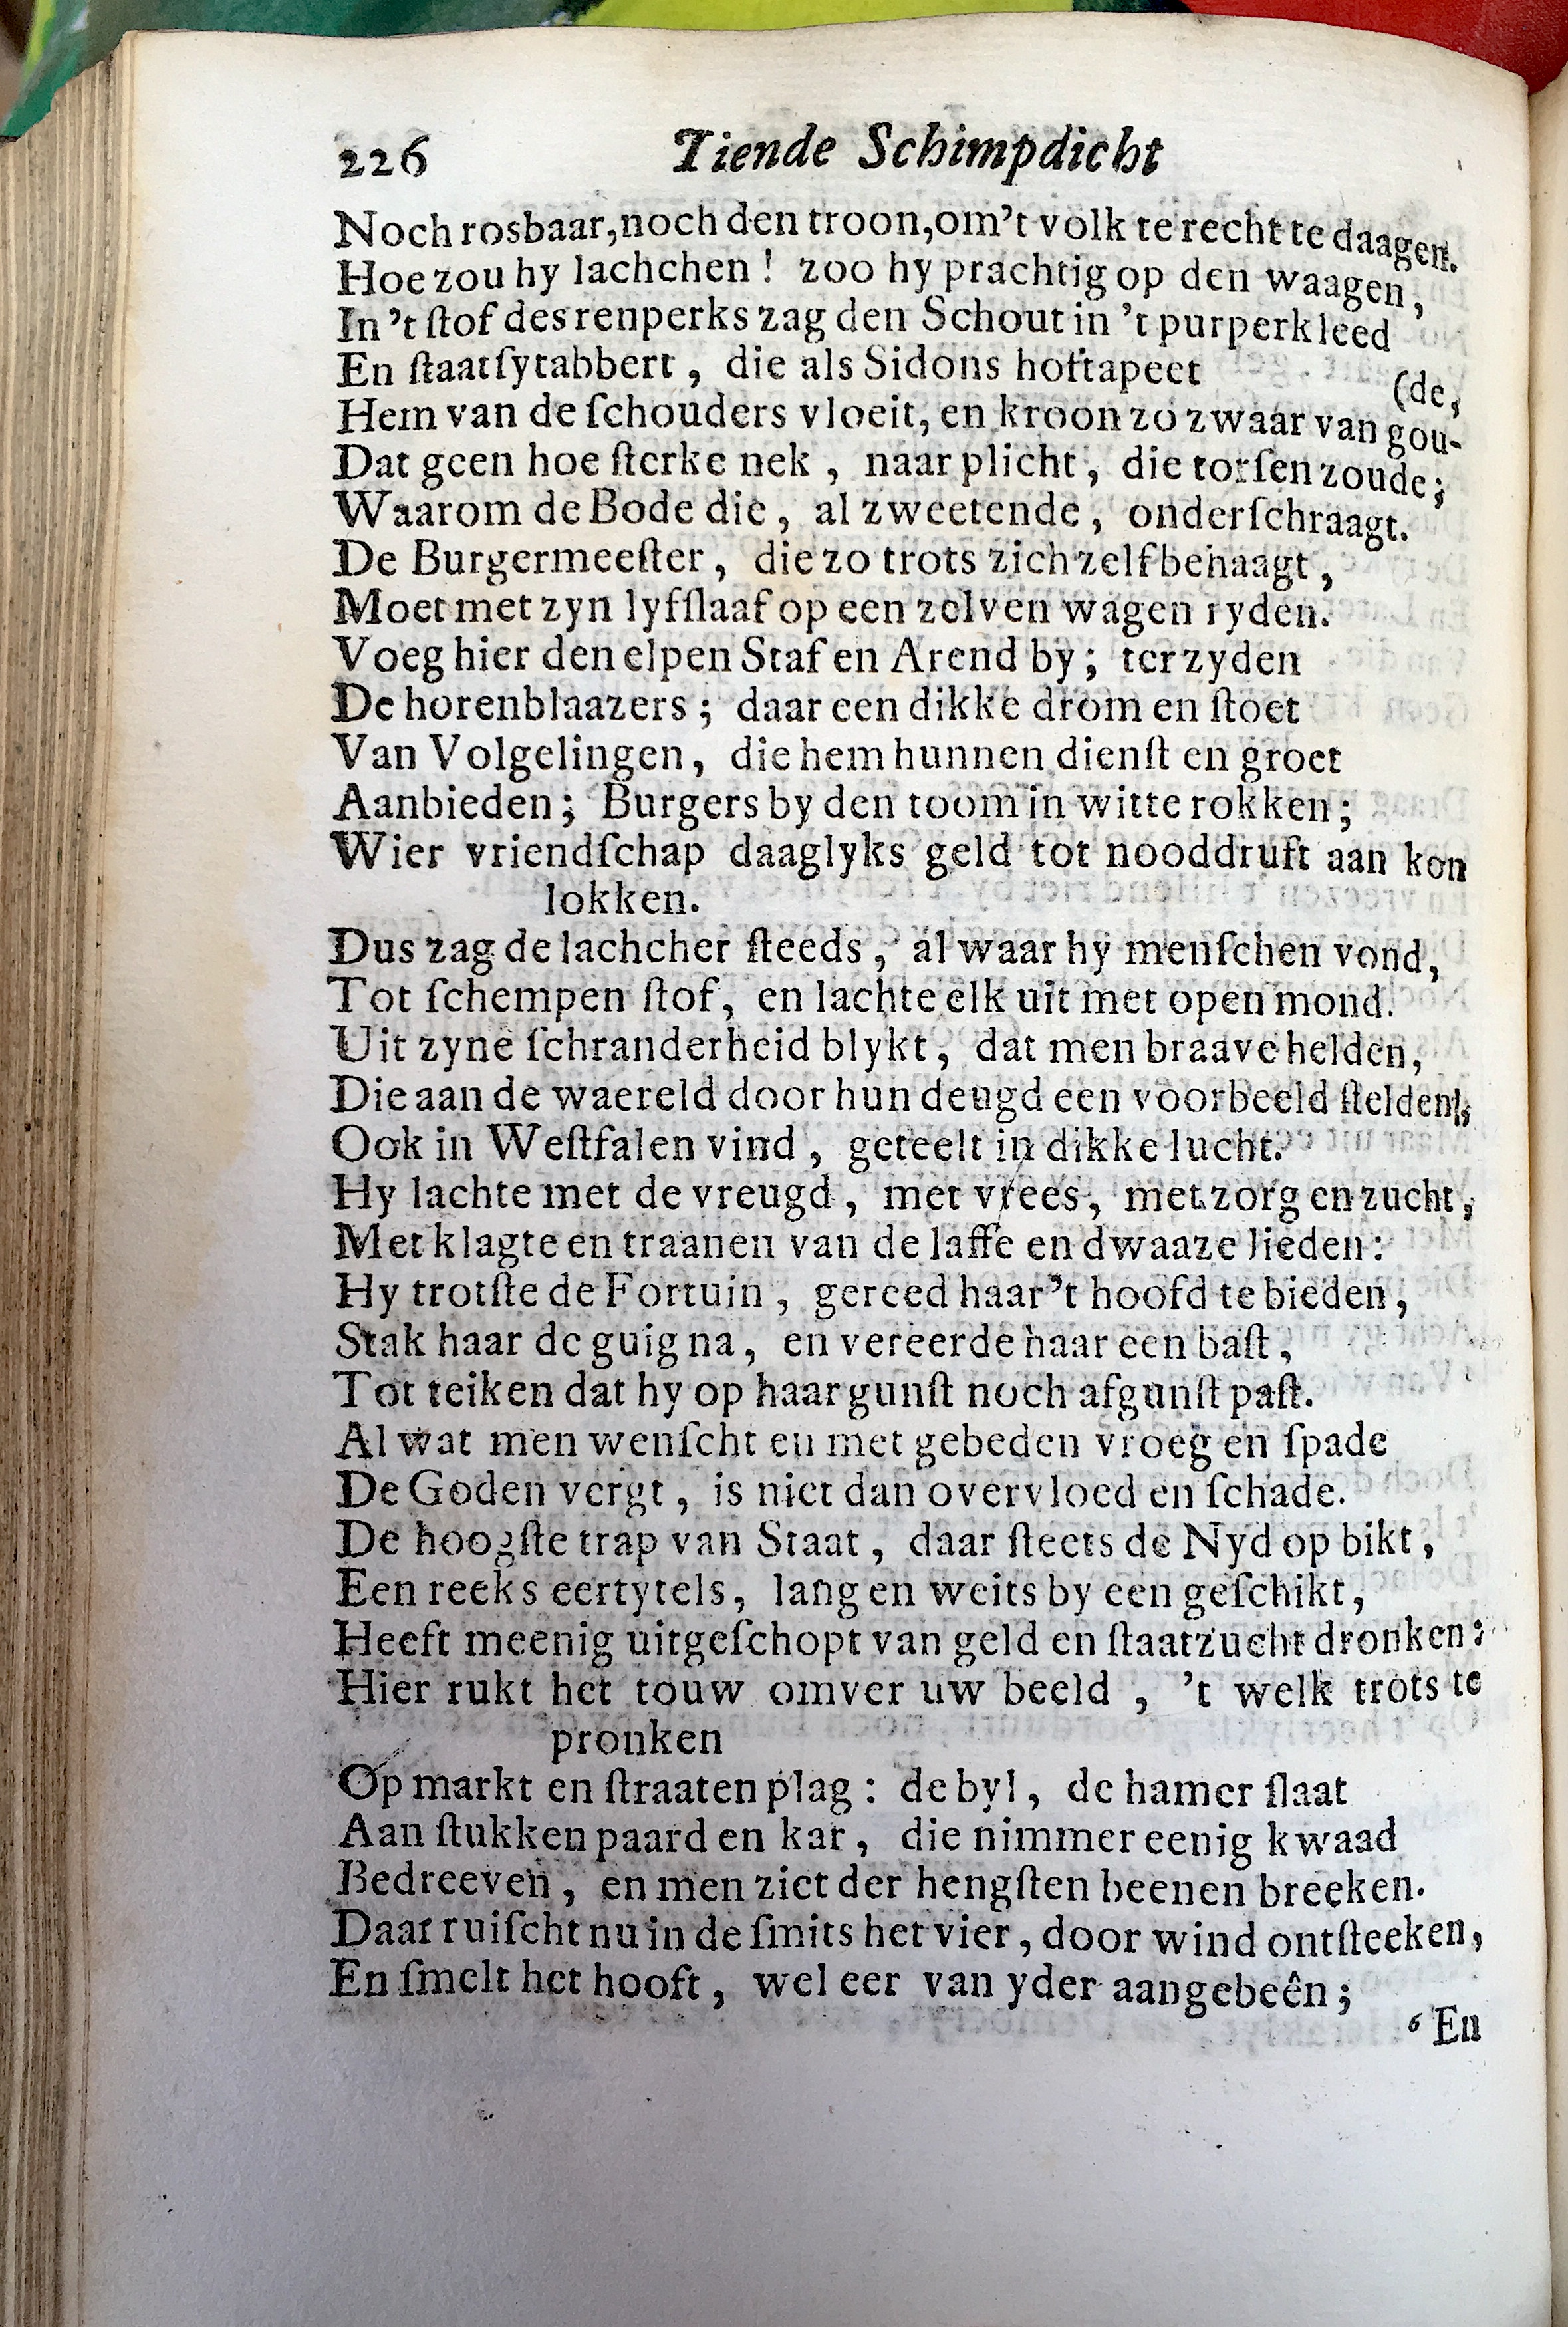 226 Tiende Schimpdicht
Noch rosbaar, noch den troon, om 't volk te recht te daagen.
Hoe zou hy lachchen! zoo hy prachtig op den waagen,
In 't ſtof des renperks zag den Schout in 't purper kleed
En ſtaatſytabbert, die als Sidons hoftapeet
Hem van de ſchouders vloeit, en kroon zo zwaar van gou-(de,
Dat geen hoe ſterke nek, naar plicht, die torſen zoude;
Waarom de Bode die, al zweetende, onderſchraagt.
De Burgermeeſter, die zo trots zich zelf behaagt,
Moet met zyn lyfſlaaf op een zelven wagen ryden.
Voeg hier den elpen Staf en Arend by; ter zyden
De horenblaazers; daar een dikke drom en ſtoet
Van Volgelingen, die hem hunnen dienſt en groet
Aanbieden; Burgers by den toom in witte rokken;
Wier vriendſchap daaglyks geld tot nooddruft aan kon
lokken.
Dus zag de lachcher ſteeds, al waar hy menſchen vond,
Tot ſchempen ſtof, en lachte elk uit met open mond.
Uit zyne ſchranderheid blykt, dat men braave helden,
Die aan de waereld door hun deugd een voorbeeld ſtelden,
Ook in Weſtfalen vind, geteelt in dikke lucht.
Hy lachte met de vreugd, met vrees, met zorg en zucht,
Met klagte en traanen van de laffe en dwaaze lieden:
Hy trotſte de Fortuin, gereed haar 't hoofd te bieden,
Stak haar de guig na, en vereerde haar een baſt,
Tot teiken dat hy op haar gunſt noch afgunſt paſt.
Al wat men wenſcht en met gebeden vroeg en ſpade
De Goden vergt, is niet dan overvloed en ſchade.
De hoogſte trap van Staat, daar ſteets de Nyd op bikt,
Een reeks eertytels, lang en weits by een geſchikt,
Heeft meenig uitgeſchopt van geld en ſtaatzucht dronken:
Hier rukt het touw omver uw beeld, 't welk trots te
pronken
Op markt en ſtraaten plag: de byl, de hamer ſlaat
Aan ſtukken paard en kar, die nimmer eenig kwaad
Bedreeven, en men ziet der hengſten beenen breeken.
Daar ruiſcht nu in de ſmits het vier, door wind ontſteeken,
En ſmelt het hooft, wel eer van yder aangebeên;
⁶ En